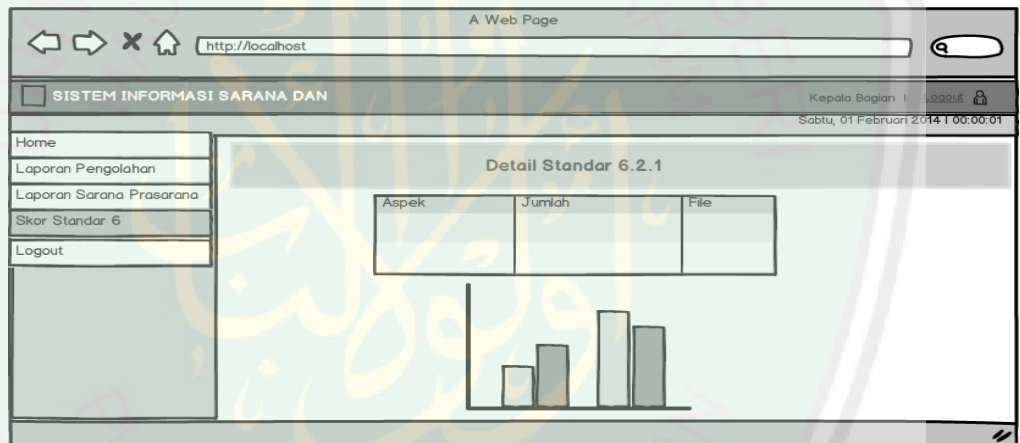 A Web Page
http://localhost
SISTEM INFORMASI SARANA DAN
Kepala Bagian | Logout
Sabtu, 01 Februari 2014 | 00:00:01
Home
Laporan Pengolahan
Laporan Sarana Prasarana
Skor Standar 6
Logout
Detail Standar 6.2.1
Aspek Jumlah File